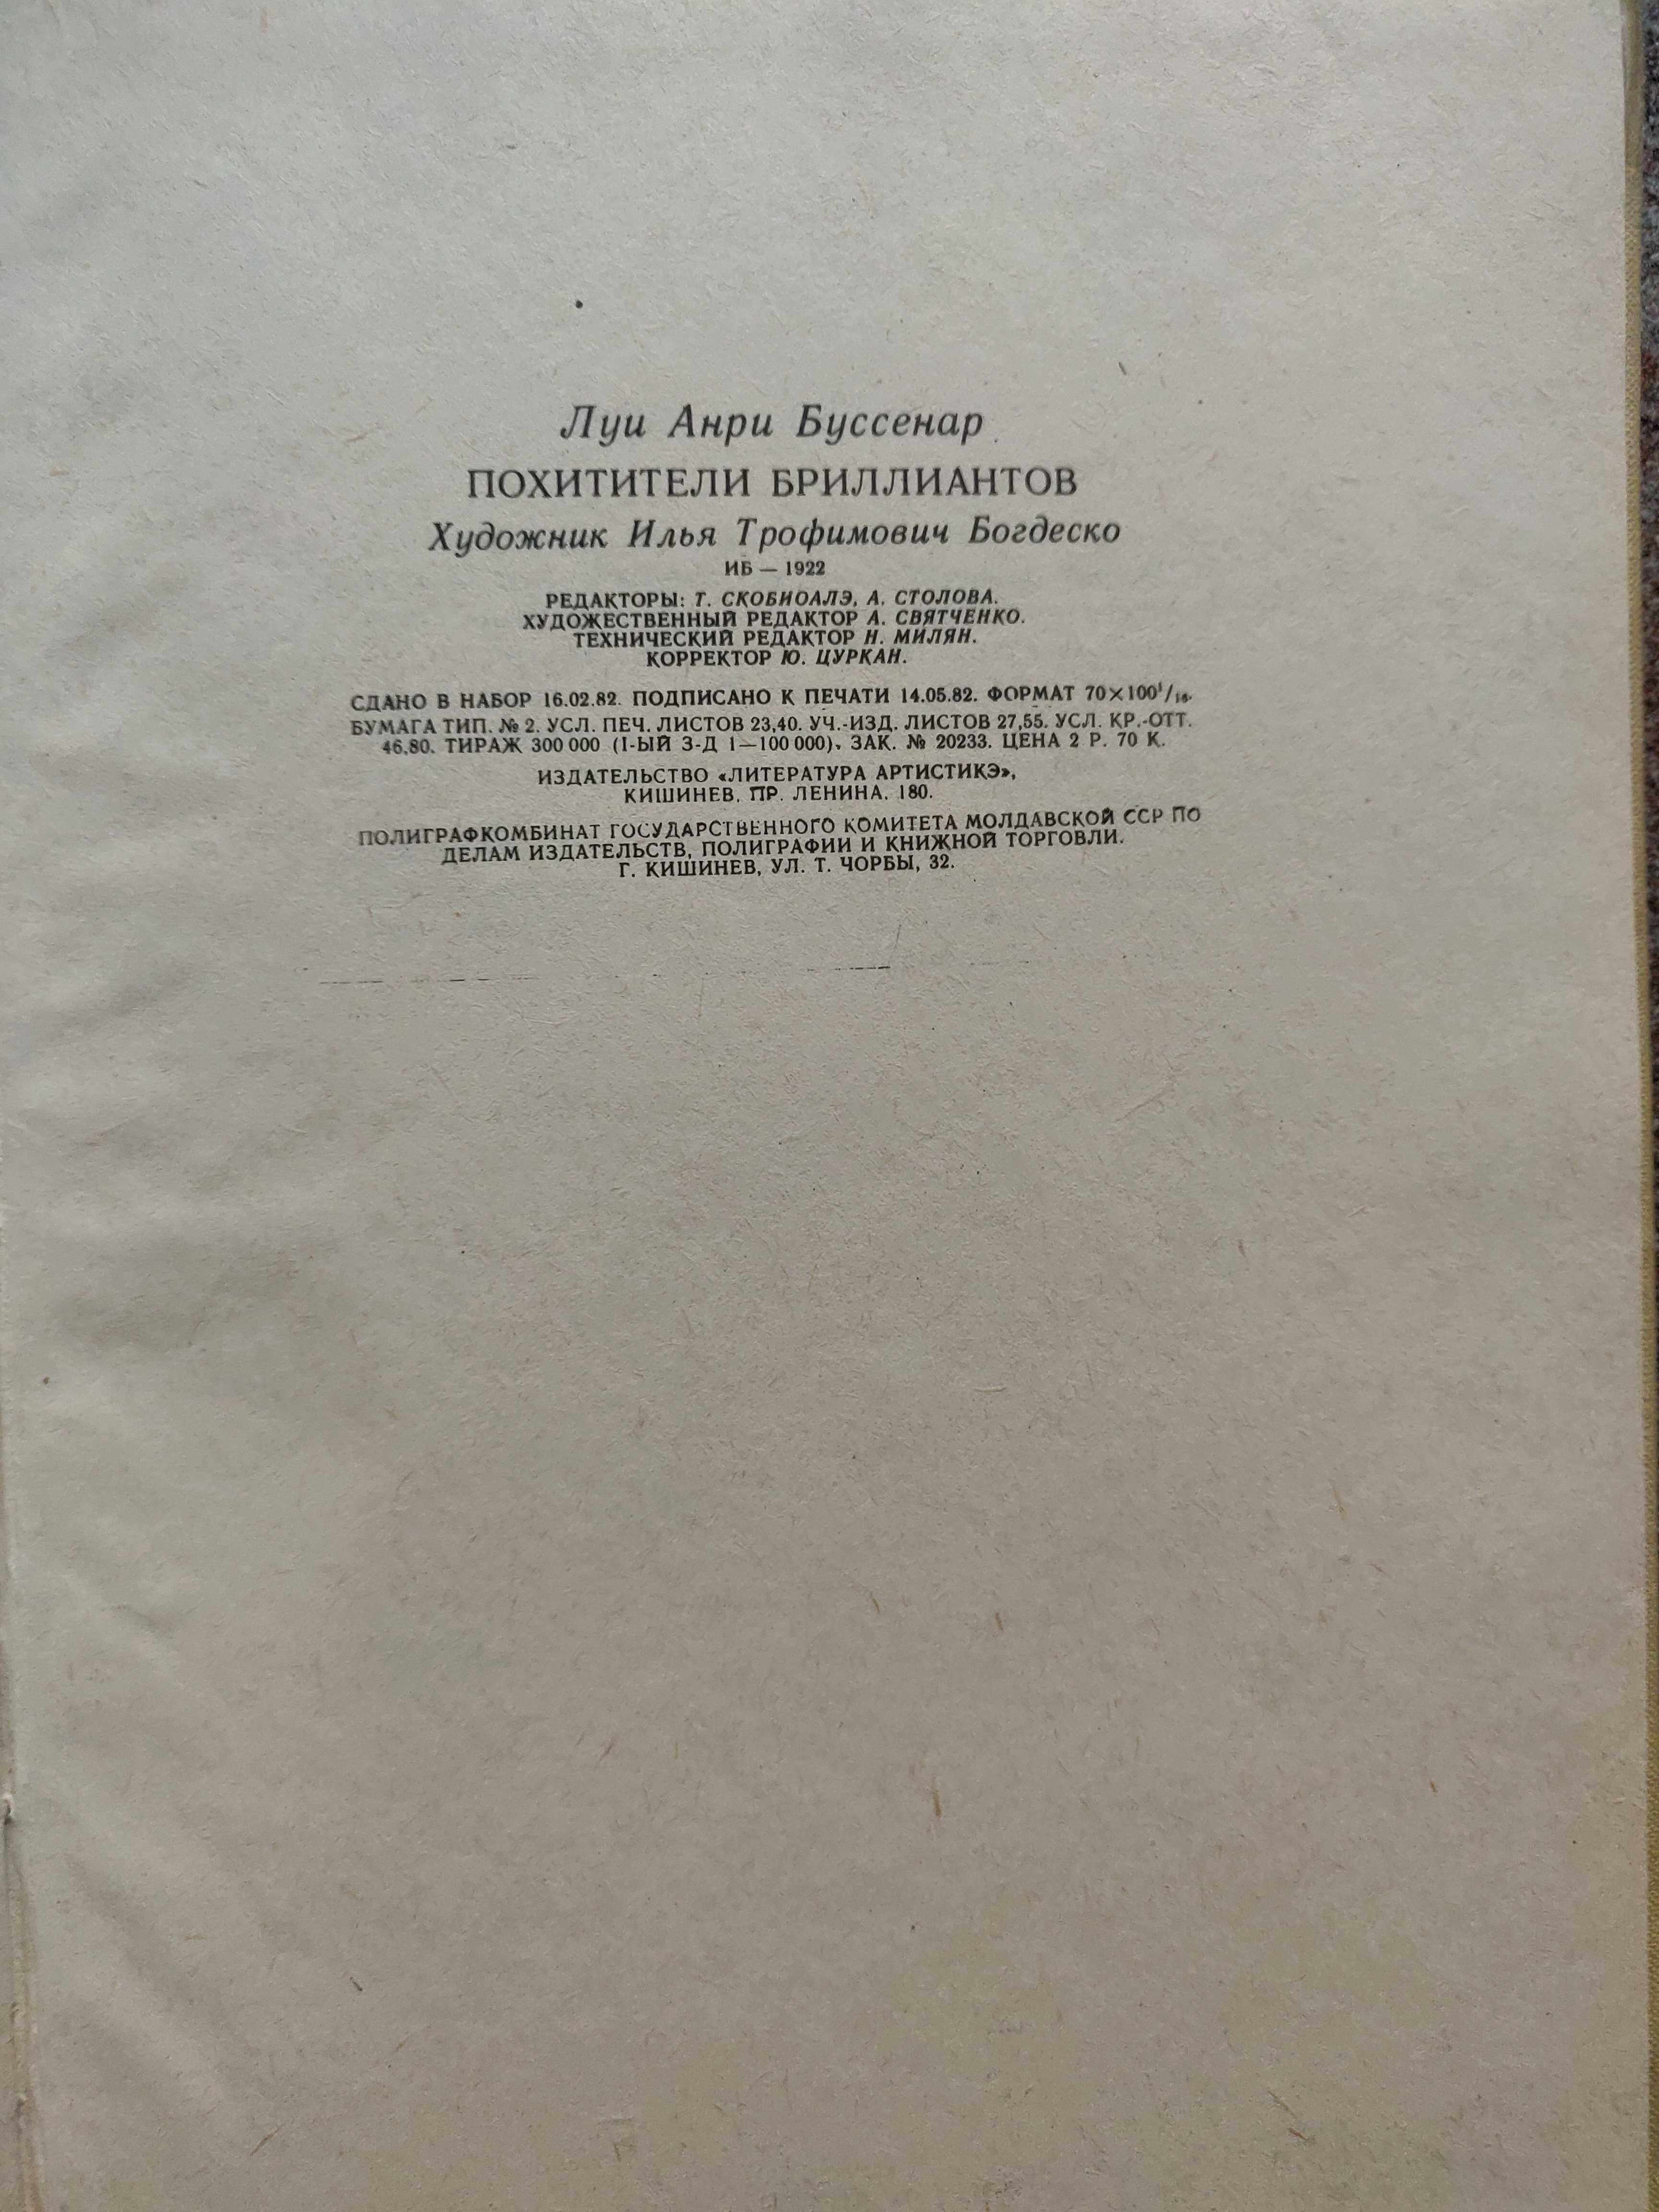 Луи Анри Буссенар
ПОХИТИТЕЛИ БРИЛЛИАНТОВ
Художник Илья Трофимович Богдеско
ИБ — 1922
РЕДАКТОРЫ: Т. СКОБИОАЛЭ, А. СТОЛОВА.
ХУДОЖЕСТВЕННЫЙ РЕДАКТОР А. СВЯТЧЕНКО.
ТЕХНИЧЕСКИЙ РЕДАКТОР Н. МИЛЯН.
КОРРЕКТОР Ю. ЦУРКАН.
СДАНО В НАБОР 16.02.82. ПОДПИСАНО К ПЕЧАТИ 14.05.82. ФОРМАТ 70×100¹/₁₆.
БУМАГА ТИП. № 2. УСЛ. ПЕЧ. ЛИСТОВ 23,40. УЧ.-ИЗД. ЛИСТОВ 27,55. УСЛ. КР.-ОТТ.
46,80. ТИРАЖ 300 000 (I-ЫЙ З-Д 1—100 000). ЗАК. № 20233. ЦЕНА 2 Р. 70 К.
ИЗДАТЕЛЬСТВО «ЛИТЕРАТУРА АРТИСТИКЭ»,
КИШИНЕВ, ПР. ЛЕНИНА, 180.
ПОЛИГРАФКОМБИНАТ ГОСУДАРСТВЕННОГО КОМИТЕТА МОЛДАВСКОЙ ССР ПО
ДЕЛАМ ИЗДАТЕЛЬСТВ, ПОЛИГРАФИИ И КНИЖНОЙ ТОРГОВЛИ.
Г. КИШИНЕВ, УЛ. Т. ЧОРБЫ, 32.